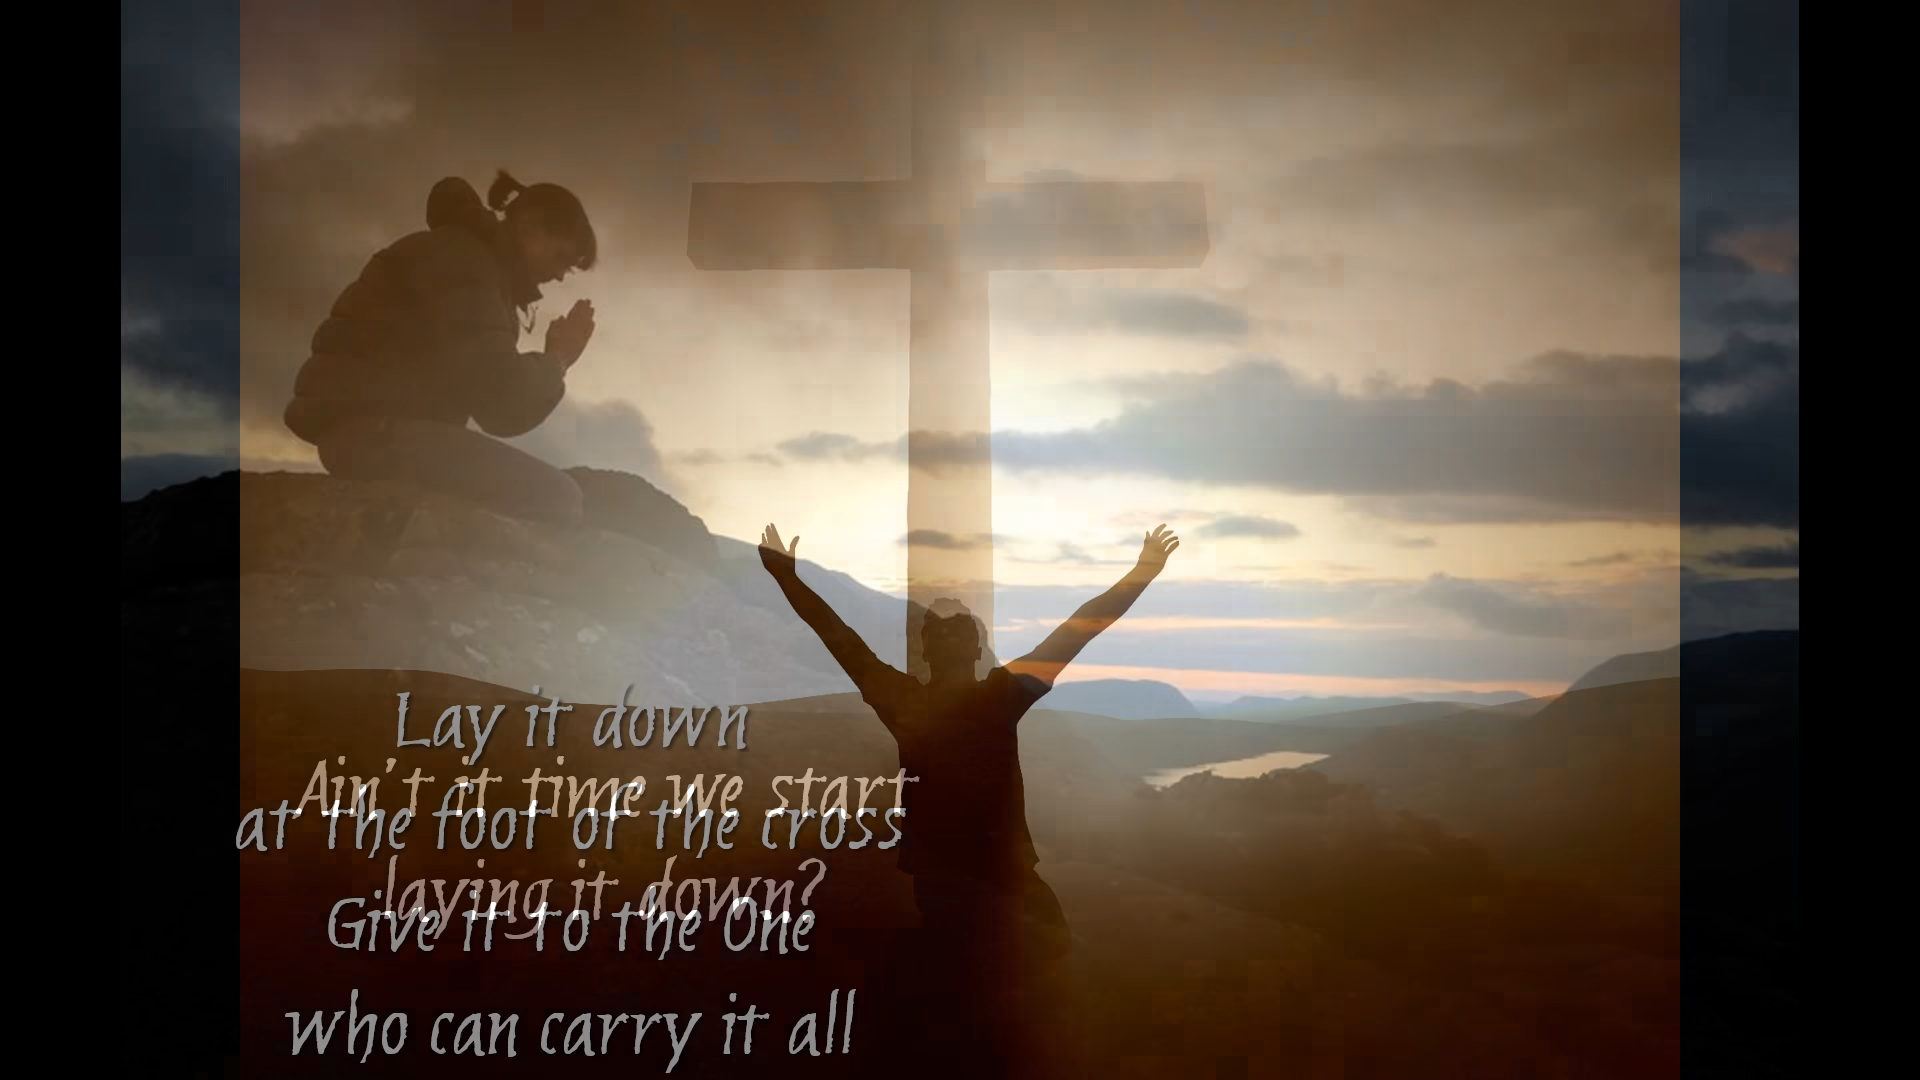 Lay it down
Ain't it time we start
at the foot of the cross
laying it down?
Give it to the One
who can carry it all